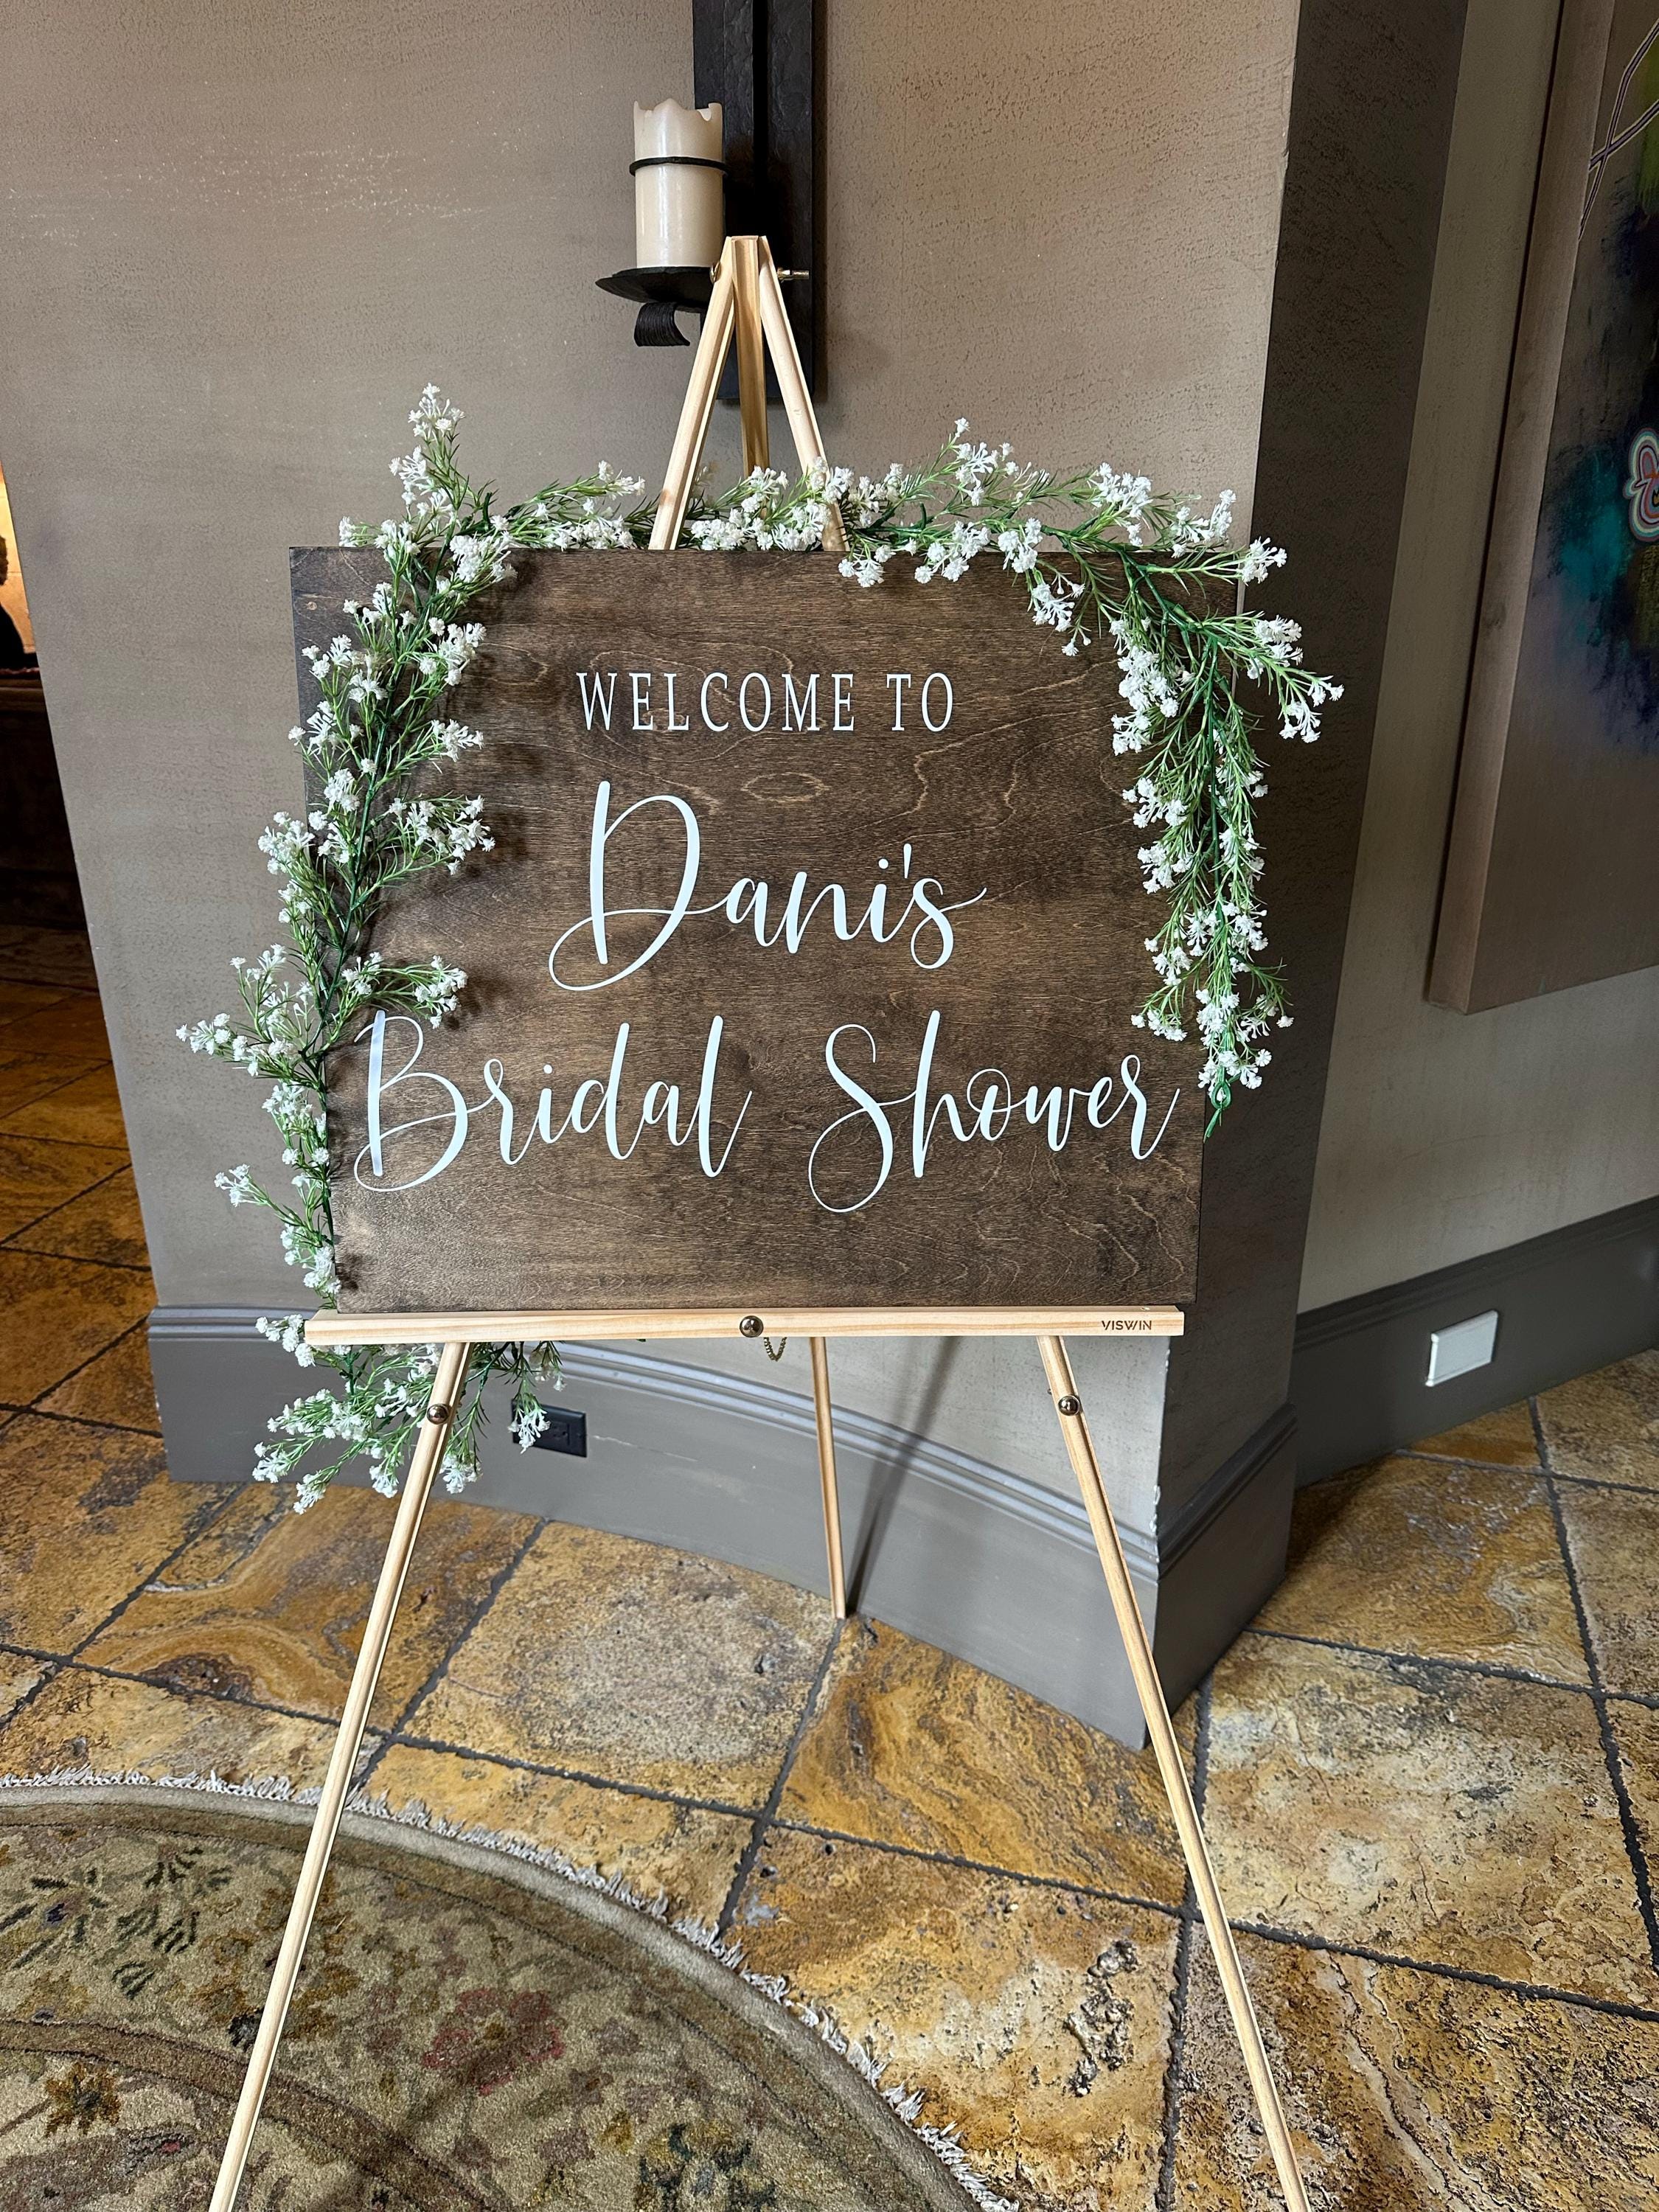 WELCOME TO
Dani's
Bridal Shower
VISWIN